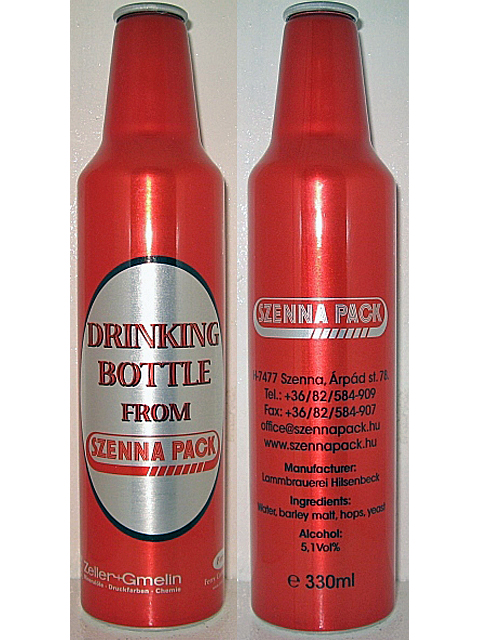 DRINKING
BOTTLE
FROM
SZENNA PACK
Zeller+Gmelin
Druckfarben · Chemie
SZENNA PACK
H-7477 Szenna, Árpád st. 78.
Tel.: +36/82/584-909
Fax: +36/82/584-907
office@szennapack.hu
www.szennapack.hu
Manufacturer:
Lammbrauerei Hilsenbeck
Ingredients:
Water, barley malt, hops, yeast
Alcohol:
5,1Vol%
e 330ml